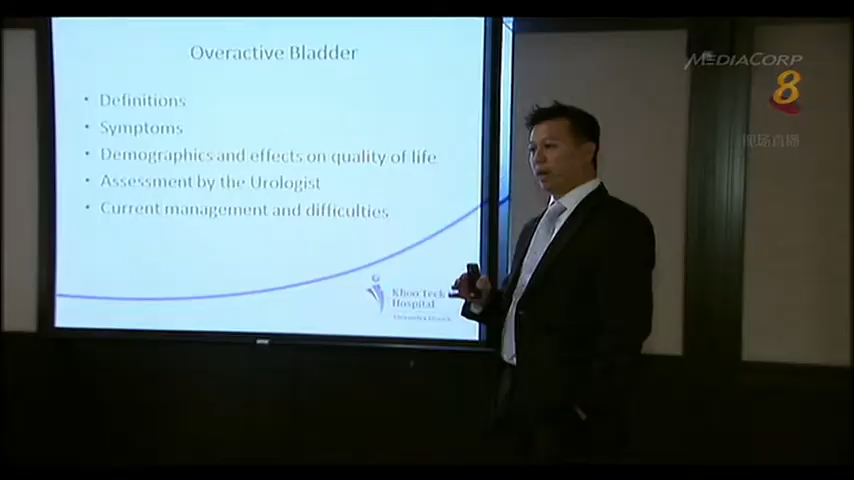 Overactive Bladder
• Definitions
• Symptoms
• Demographics and effects on quality of life
• Assessment by the Urologist
• Current management and difficulties
Khoo Teck
Hospital
MEDIACORP
8
现场直播